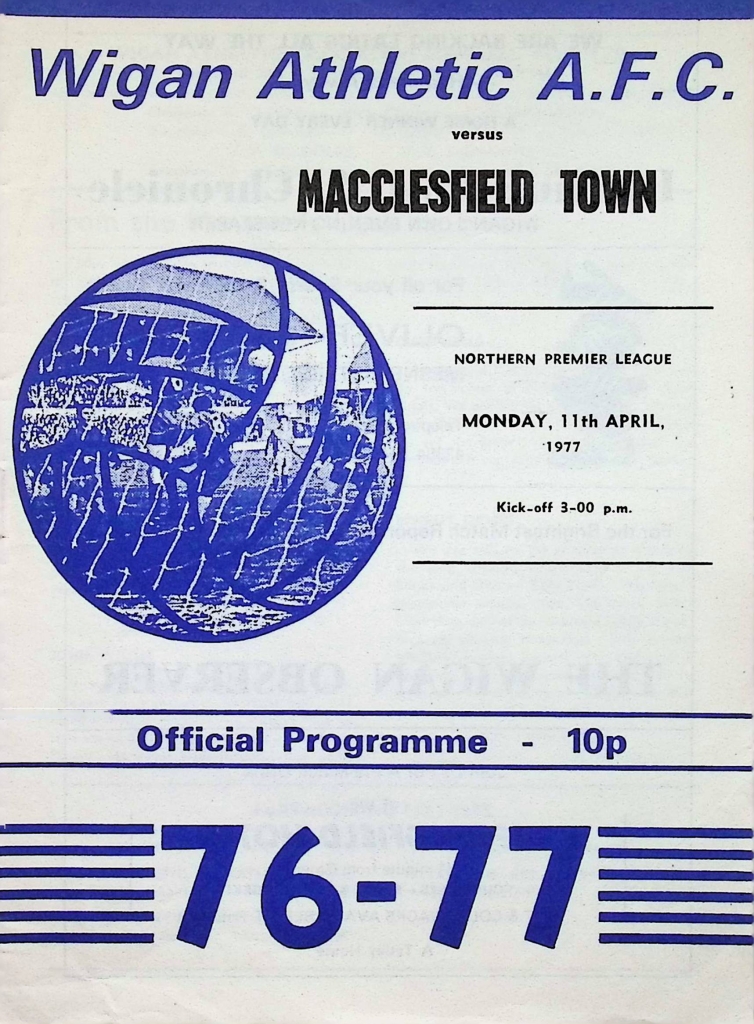 Wigan Athletic A.F.C.
versus
MACCLESFIELD TOWN
NORTHERN PREMIER LEAGUE
MONDAY, 11th APRIL,
1977
Kick-off 3-00 p.m.
Official Programme - 10p
76-77